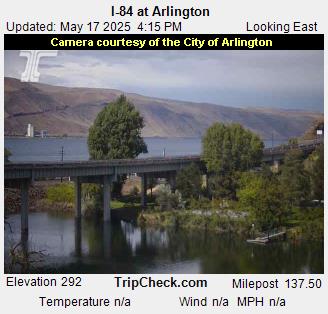 I-84 at Arlington
Updated: May 17 2025 4:15 PM Looking East
Camera courtesy of the City of Arlington
Elevation 292 TripCheck.com Milepost 137.50
Temperature n/a Wind n/a MPH n/a